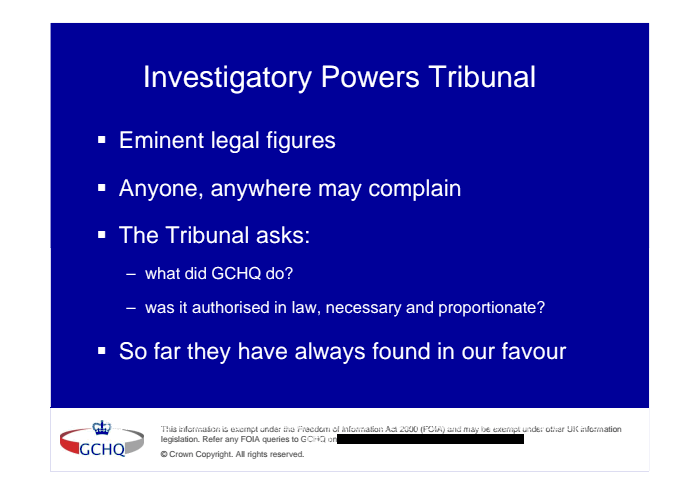 Investigatory Powers Tribunal
▪ Eminent legal figures
▪ Anyone, anywhere may complain
▪ The Tribunal asks:
– what did GCHQ do?
– was it authorised in law, necessary and proportionate?
▪ So far they have always found in our favour
GCHQ
This information is exempt under the Freedom of Information Act 2000 (FOIA) and may be exempt under other UK information
legislation. Refer any FOIA queries to GCHQ on
© Crown Copyright. All rights reserved.